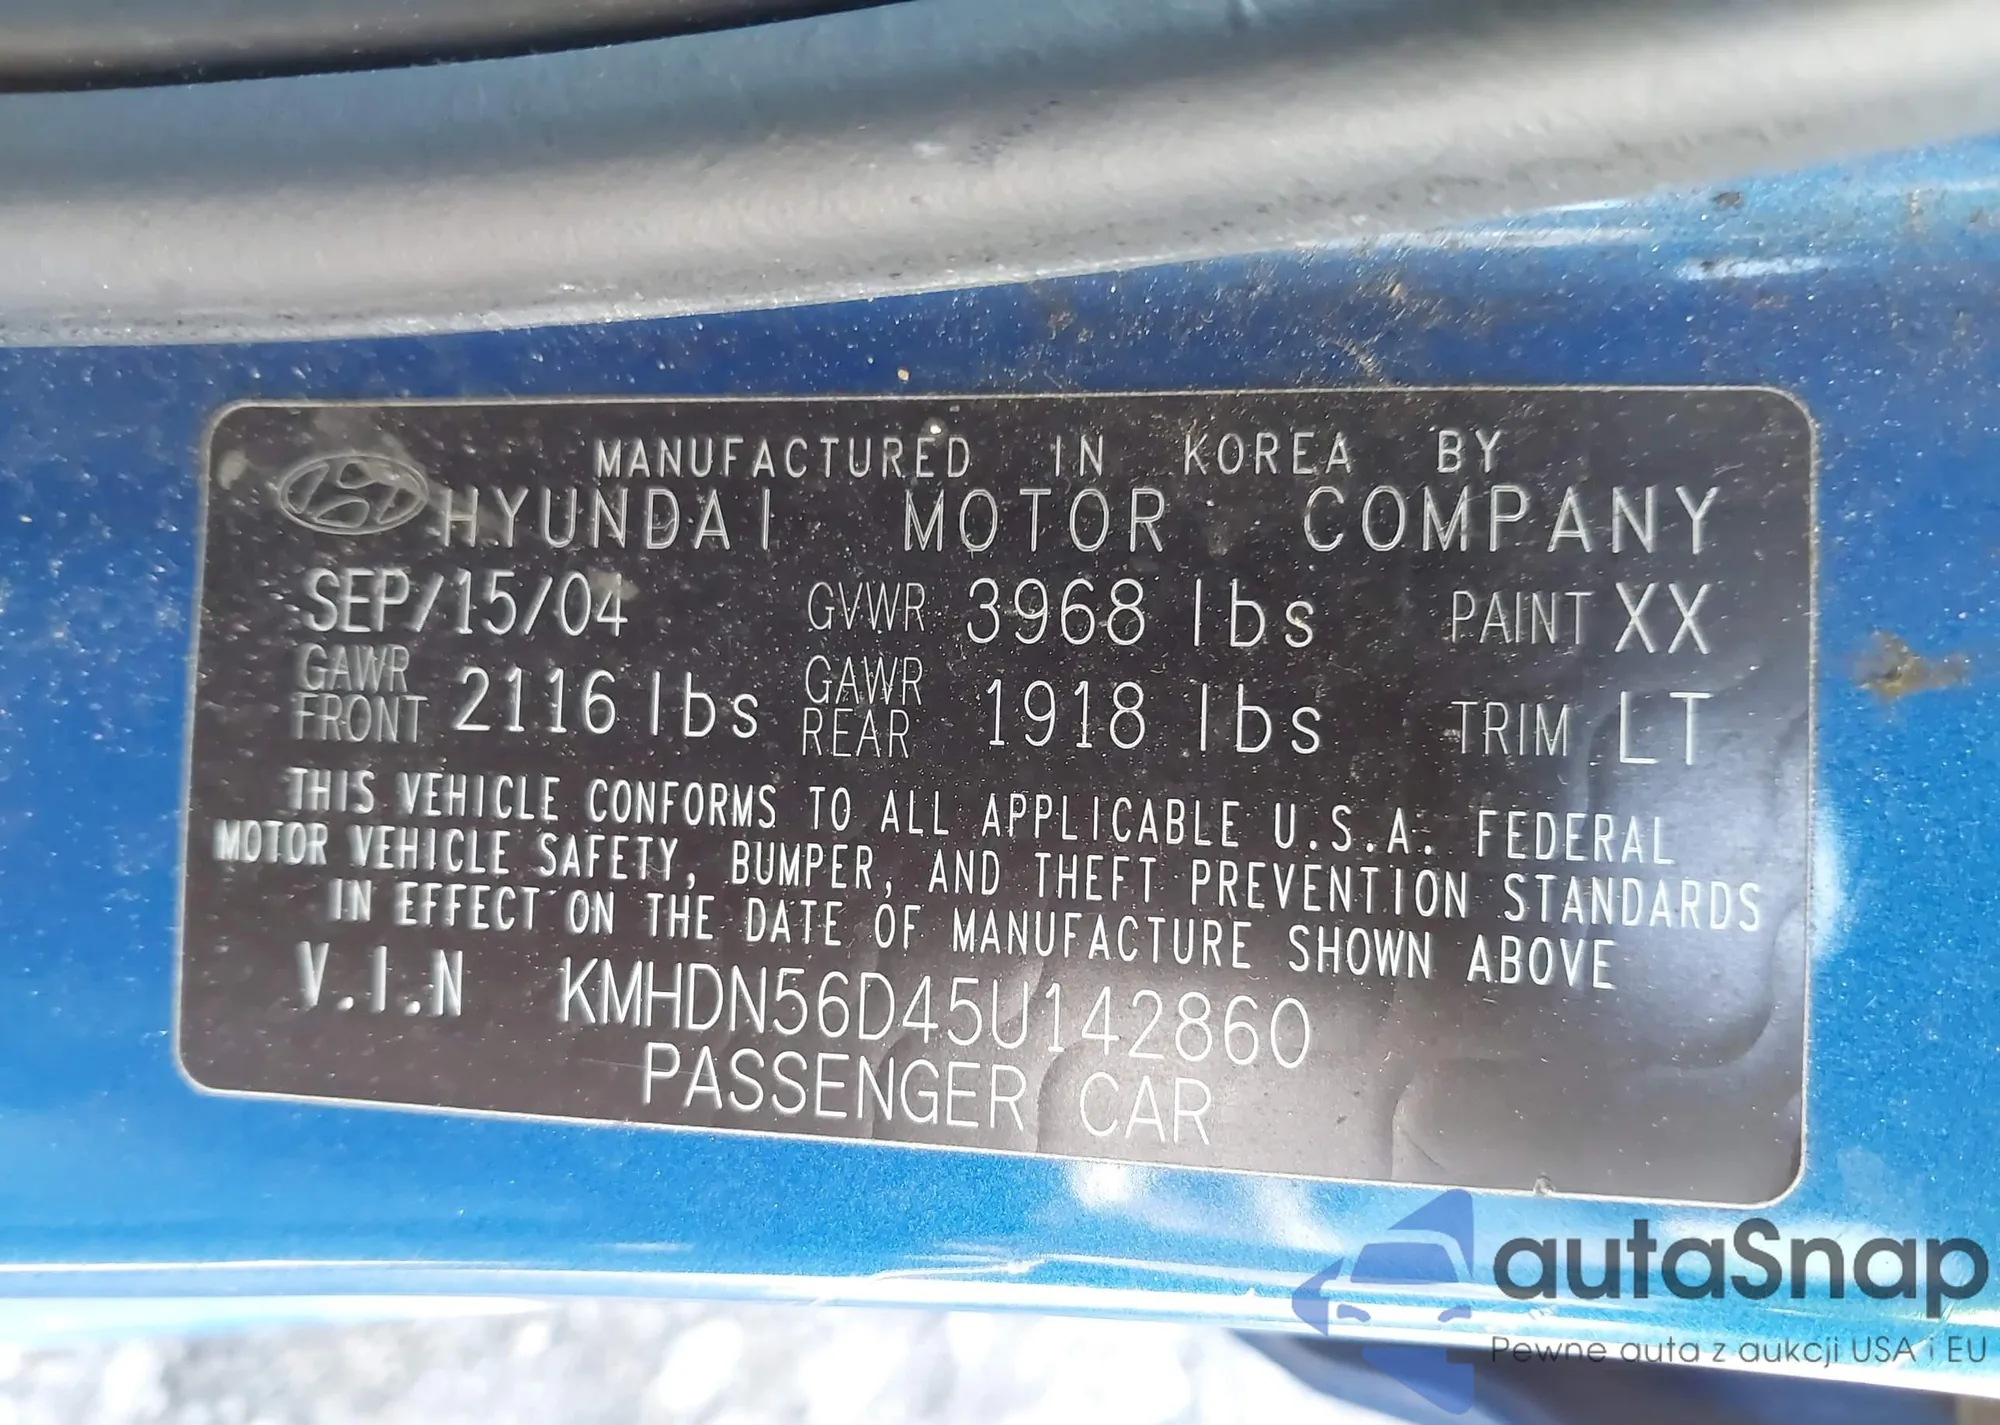 MANUFACTURED IN KOREA BY
HYUNDAI MOTOR COMPANY
SEP/15/04 GVWR 3968 lbs PAINT XX
GAWR FRONT 2116 lbs GAWR REAR 1918 lbs TRIM LT
THIS VEHICLE CONFORMS TO ALL APPLICABLE U.S.A. FEDERAL
MOTOR VEHICLE SAFETY, BUMPER, AND THEFT PREVENTION STANDARDS
IN EFFECT ON THE DATE OF MANUFACTURE SHOWN ABOVE
V.I.N KMHDN56D45U142860
PASSENGER CAR
autaSnap
Pewne auta z aukcji USA i EU